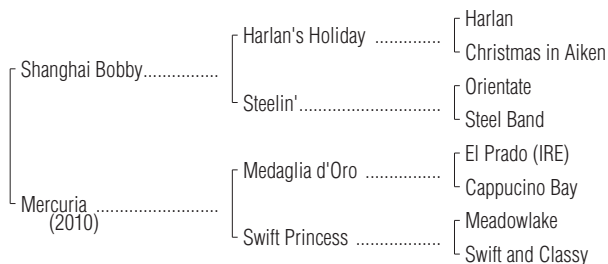 Harlan
Harlan's Holiday ................
Christmas in Aiken
Shanghai Bobby...............
Orientate
Steelin'.............................
Steel Band
El Prado (IRE)
Medaglia d'Oro ................
Cappucino Bay
Mercuria .........................
(2010)
Meadowlake
Swift Princess .................
Swift and Classy